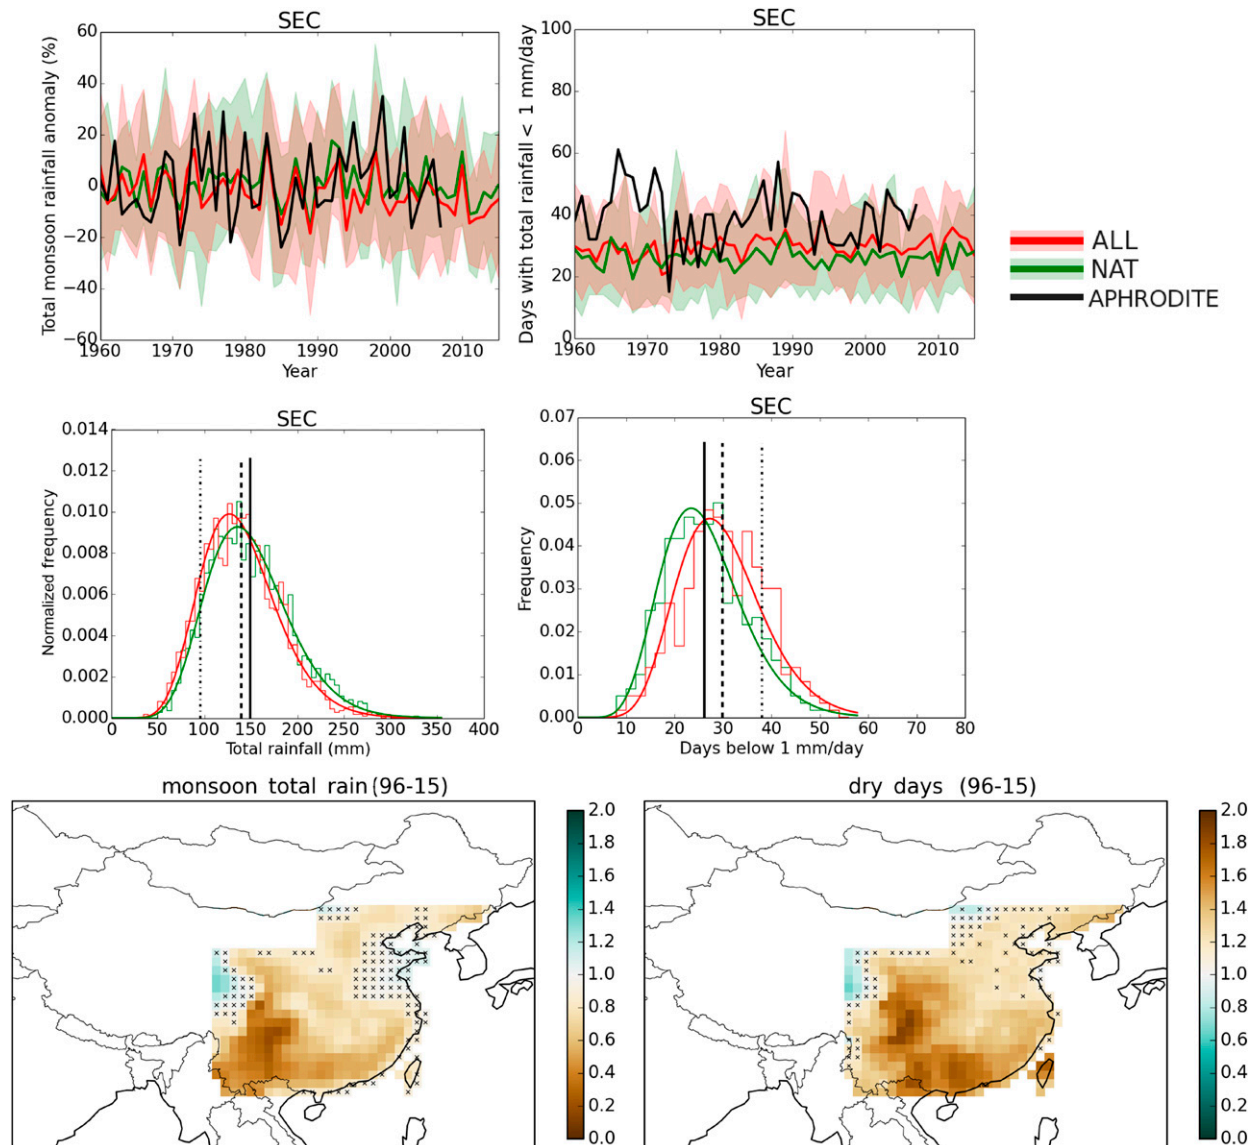 SEC
Total monsoon rainfall anomaly (%)
60
40
20
0
−20
−40
−60
1960 1970 1980 1990 2000 2010
Year
SEC
Days with total rainfall < 1 mm/day
100
80
60
40
20
0
1960 1970 1980 1990 2000 2010
Year
ALL
NAT
APHRODITE
SEC
Normalized frequency
0.014
0.012
0.010
0.008
0.006
0.004
0.002
0.000
0 50 100 150 200 250 300 350 400
Total rainfall (mm)
SEC
Frequency
0.07
0.06
0.05
0.04
0.03
0.02
0.01
0.00
0 10 20 30 40 50 60 70 80
Days below 1 mm/day
monsoon total rain (96-15)
2.0
1.8
1.6
1.4
1.2
1.0
0.8
0.6
0.4
0.2
0.0
dry days (96-15)
2.0
1.8
1.6
1.4
1.2
1.0
0.8
0.6
0.4
0.2
0.0